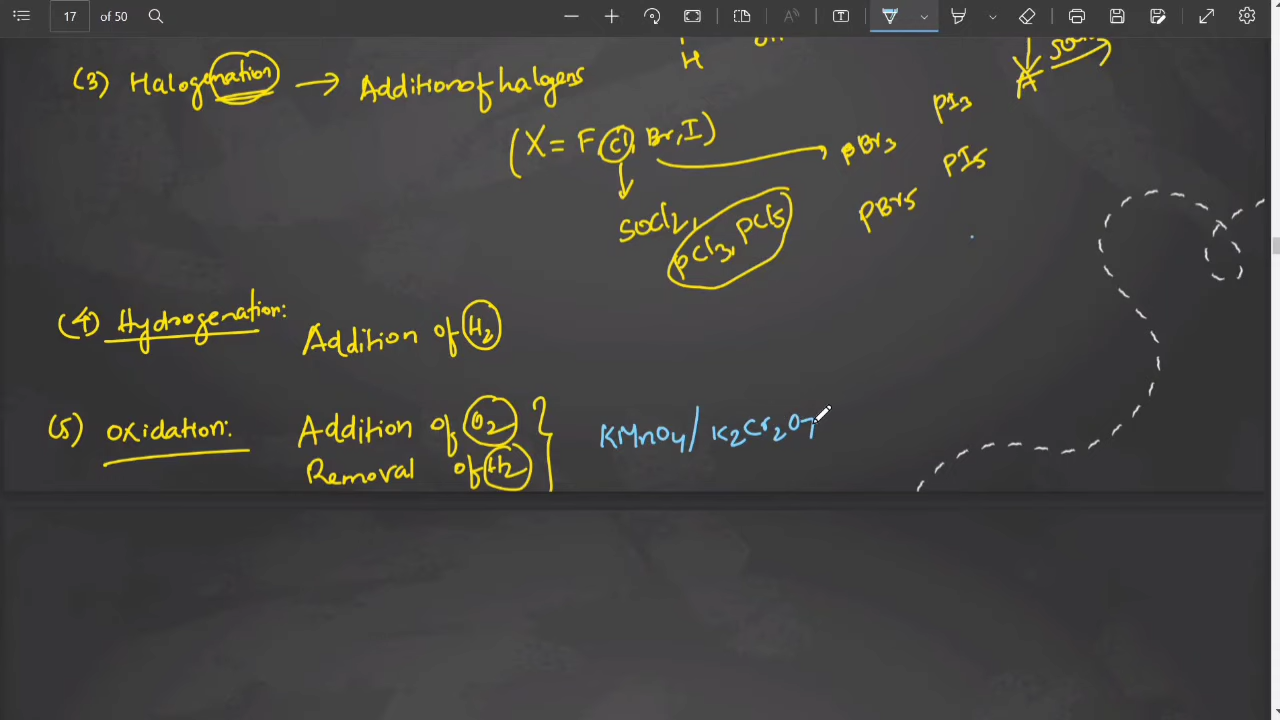 17 of 50
H
(3) Halogenation → Addition of halgens
PI3
(X = F, Cl, Br, I) → PBr3
PI5
SOCl2, PCl3, PCl5
PBr5
(4) Hydrogenation: Addition of H2
(5) Oxidation: Addition of O2
KMnO4/K2Cr2O7
Removal of H2